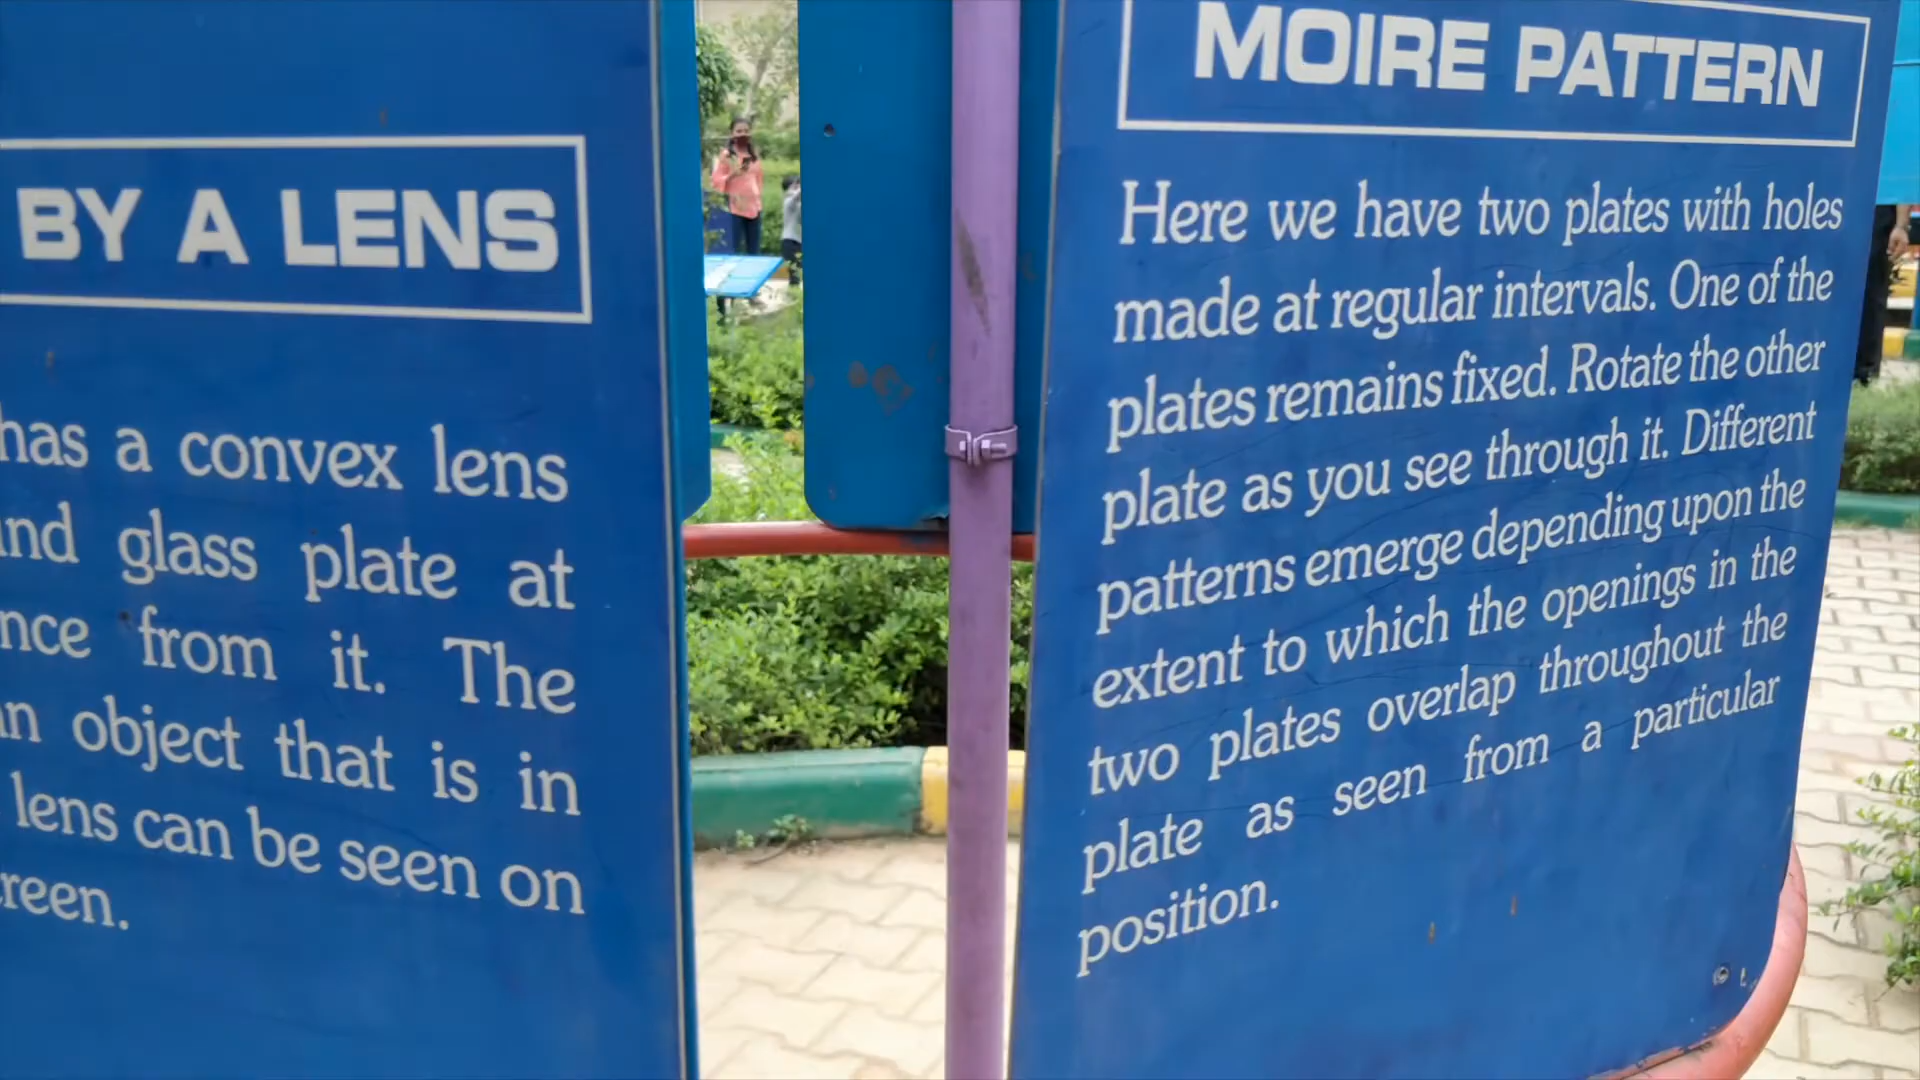 BY A LENS
has a convex lens
glass plate at
from it. The
object that is in
lens can be seen on
MOIRE PATTERN
Here we have two plates with holes
made at regular intervals. One of the
plates remains fixed. Rotate the other
plate as you see through it. Different
patterns emerge depending upon the
extent to which the openings in the
two plates overlap throughout the
plate as seen from a particular
position.